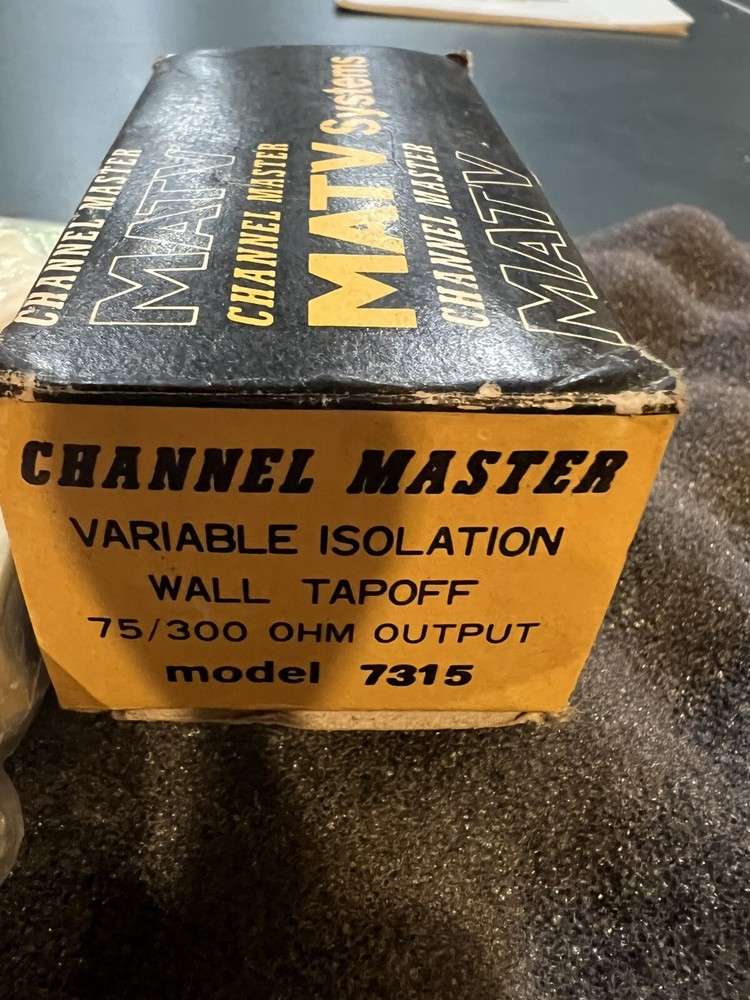 CHANNEL MASTER
MATV
CHANNEL MASTER
MATV Systems
CHANNEL MASTER
MATV
CHANNEL MASTER
VARIABLE ISOLATION
WALL TAPOFF
75/300 OHM OUTPUT
model 7315